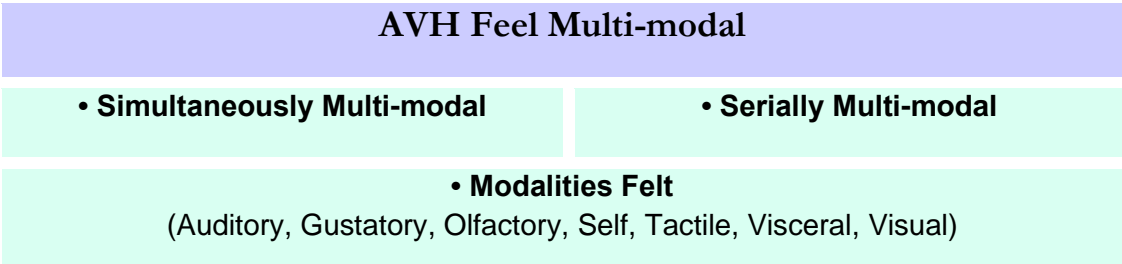 AVH Feel Multi-modal
• Simultaneously Multi-modal
• Serially Multi-modal
• Modalities Felt
(Auditory, Gustatory, Olfactory, Self, Tactile, Visceral, Visual)